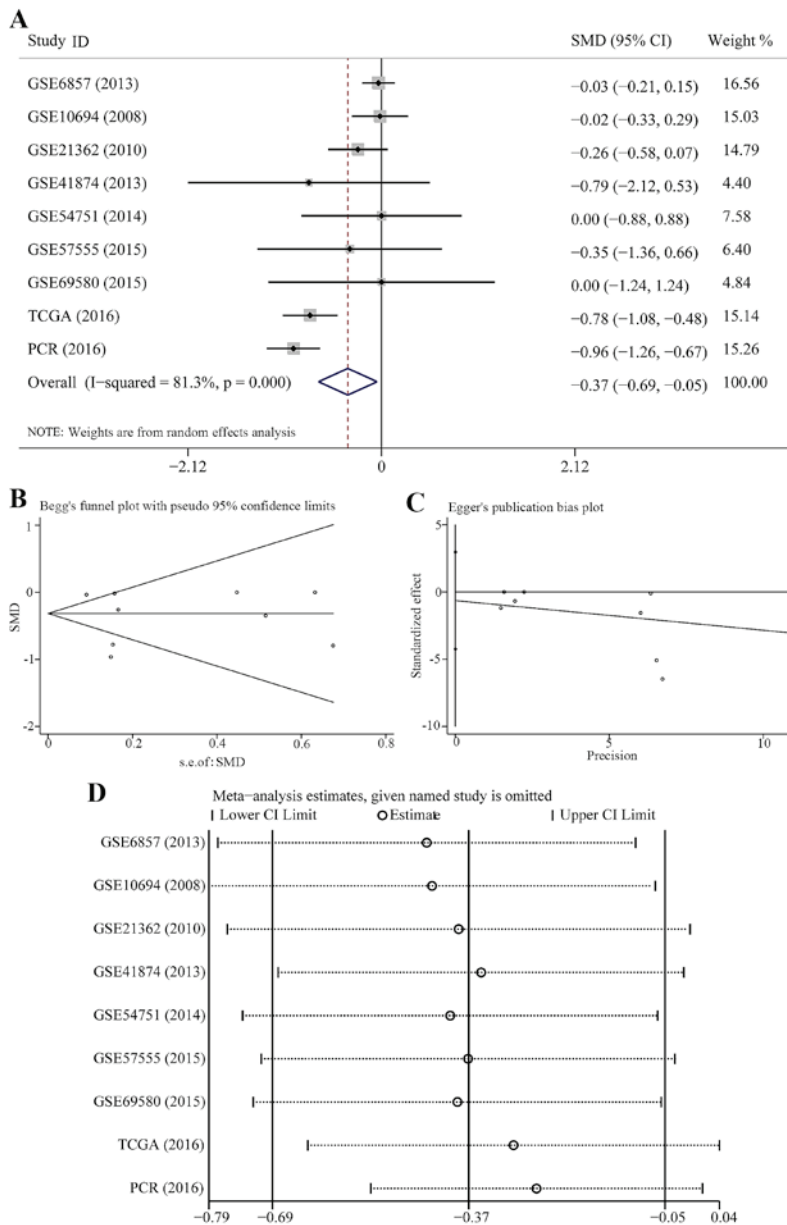 A
Study ID SMD (95% CI) Weight %
GSE6857 (2013) −0.03 (−0.21, 0.15) 16.56
GSE10694 (2008) −0.02 (−0.33, 0.29) 15.03
GSE21362 (2010) −0.26 (−0.58, 0.07) 14.79
GSE41874 (2013) −0.79 (−2.12, 0.53) 4.40
GSE54751 (2014) 0.00 (−0.88, 0.88) 7.58
GSE57555 (2015) −0.35 (−1.36, 0.66) 6.40
GSE69580 (2015) 0.00 (−1.24, 1.24) 4.84
TCGA (2016) −0.78 (−1.08, −0.48) 15.14
PCR (2016) −0.96 (−1.26, −0.67) 15.26
Overall (I−squared = 81.3%, p = 0.000) −0.37 (−0.69, −0.05) 100.00
NOTE: Weights are from random effects analysis
−2.12 0 2.12
B
Begg's funnel plot with pseudo 95% confidence limits
SMD
1
0
-1
-2
0 0.2 0.4 0.6 0.8
s.e.of: SMD
C
Egger's publication bias plot
Standardized effect
5
0
-5
-10
0 5 10
Precision
D
Meta−analysis estimates, given named study is omitted
Lower CI Limit Estimate Upper CI Limit
GSE6857 (2013)
GSE10694 (2008)
GSE21362 (2010)
GSE41874 (2013)
GSE54751 (2014)
GSE57555 (2015)
GSE69580 (2015)
TCGA (2016)
PCR (2016)
−0.79 −0.69 −0.37 −0.05 0.04